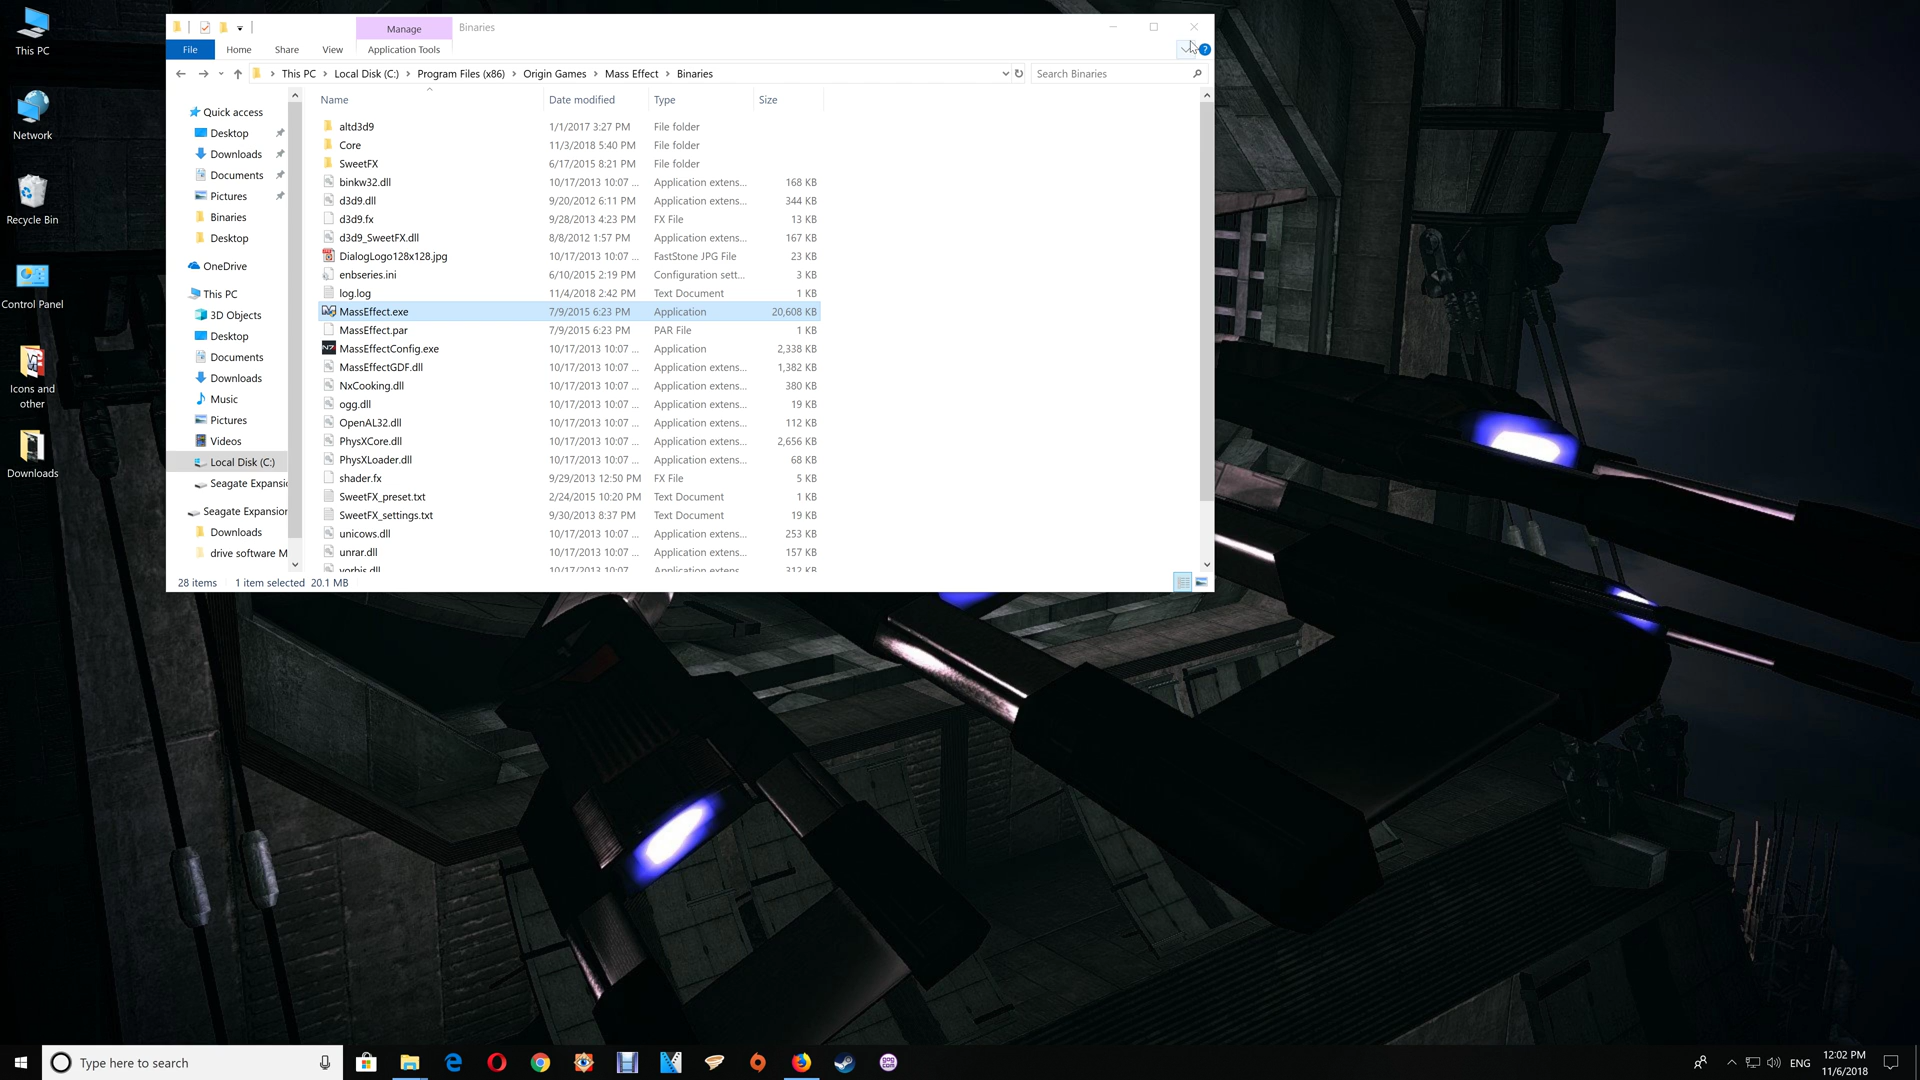 This PC
Network
Recycle Bin
Control Panel
Icons and
other
Downloads
Manage
Binaries
File
Home
Share
View
Application Tools
?
This PC
Local Disk (C:)
Program Files (x86)
Origin Games
Mass Effect
Binaries
Search Binaries
Quick access
Desktop
Downloads
Documents
Pictures
Binaries
Desktop
OneDrive
This PC
3D Objects
Desktop
Documents
Downloads
Music
Pictures
Videos
Local Disk (C:)
Seagate Expansi
Seagate Expansion
Downloads
drive software M
Name Date modified Type Size
altd3d9 1/1/2017 3:27 PM File folder
Core 11/3/2018 5:40 PM File folder
SweetFX 6/17/2015 8:21 PM File folder
binkw32.dll 10/17/2013 10:07 ... Application extens... 168 KB
d3d9.dll 9/20/2012 6:11 PM Application extens... 344 KB
d3d9.fx 9/28/2013 4:23 PM FX File 13 KB
d3d9_SweetFX.dll 8/8/2012 1:57 PM Application extens... 167 KB
DialogLogo128x128.jpg 10/17/2013 10:07 ... FastStone JPG File 23 KB
enbseries.ini 6/10/2015 2:19 PM Configuration sett... 3 KB
log.log 11/4/2018 2:42 PM Text Document 1 KB
MassEffect.exe 7/9/2015 6:23 PM Application 20,608 KB
MassEffect.par 7/9/2015 6:23 PM PAR File 1 KB
MassEffectConfig.exe 10/17/2013 10:07 ... Application 2,338 KB
MassEffectGDF.dll 10/17/2013 10:07 ... Application extens... 1,382 KB
NxCooking.dll 10/17/2013 10:07 ... Application extens... 380 KB
ogg.dll 10/17/2013 10:07 ... Application extens... 19 KB
OpenAL32.dll 10/17/2013 10:07 ... Application extens... 112 KB
PhysXCore.dll 10/17/2013 10:07 ... Application extens... 2,656 KB
PhysXLoader.dll 10/17/2013 10:07 ... Application extens... 68 KB
shader.fx 9/29/2013 12:50 PM FX File 5 KB
SweetFX_preset.txt 2/24/2015 10:20 PM Text Document 1 KB
SweetFX_settings.txt 9/30/2013 8:37 PM Text Document 19 KB
unicows.dll 10/17/2013 10:07 ... Application extens... 253 KB
unrar.dll 10/17/2013 10:07 ... Application extens... 157 KB
vorbis.dll 10/17/2013 10:07 ... Application extens... 312 KB
28 items 1 item selected 20.1 MB
Type here to search
ENG
12:02 PM
11/6/2018